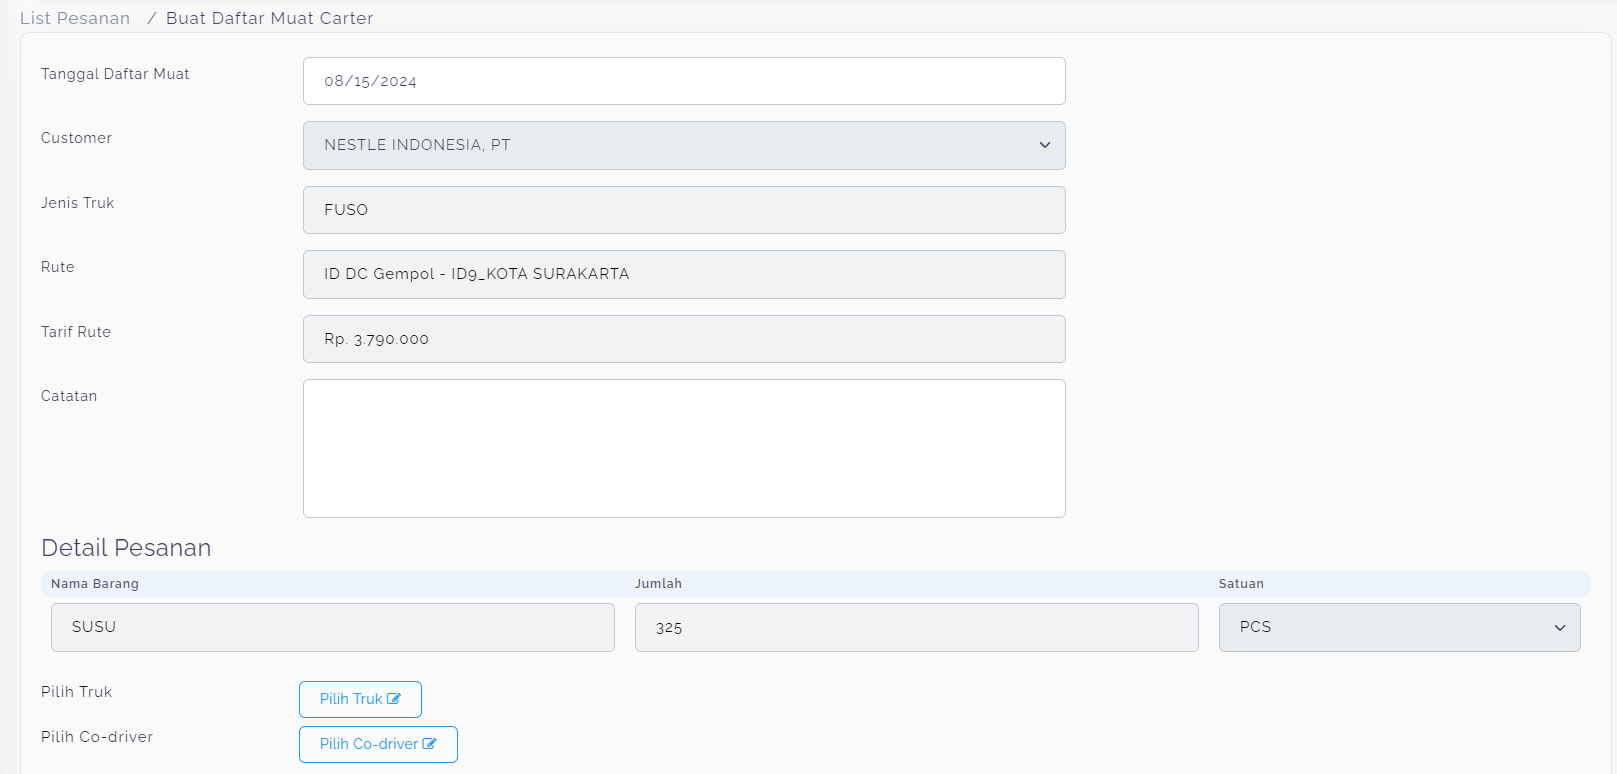 List Pesanan / Buat Daftar Muat Carter
Tanggal Daftar Muat 08/15/2024
Customer NESTLE INDONESIA, PT
Jenis Truk FUSO
Rute ID DC Gempol - ID9_KOTA SURAKARTA
Tarif Rute Rp. 3.790.000
Catatan
Detail Pesanan
Nama Barang Jumlah Satuan
SUSU 325 PCS
Pilih Truk Pilih Truk
Pilih Co-driver Pilih Co-driver